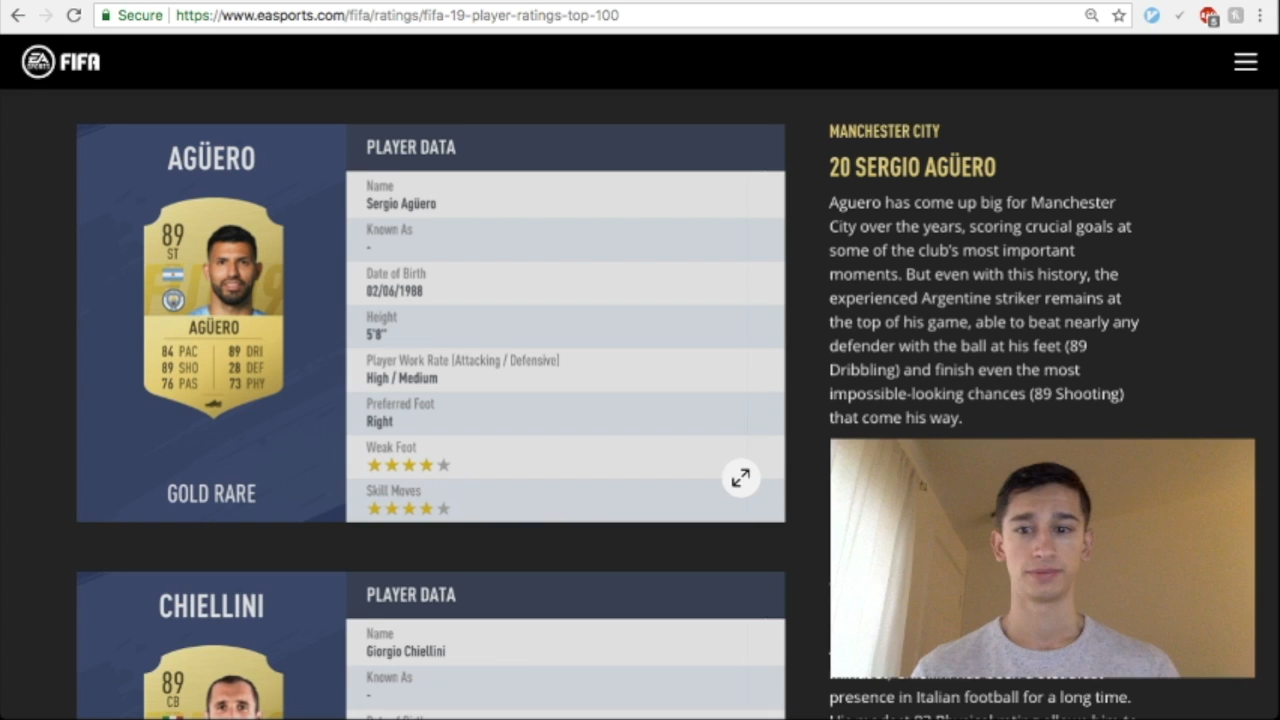 Secure
https://www.easports.com/fifa/ratings/fifa-19-player-ratings-top-100
EA SPORTS FIFA
AGÜERO
89
ST
AGÜERO
84 PAC 89 DRI
89 SHO 28 DEF
76 PAS 73 PHY
GOLD RARE
PLAYER DATA
Name
Sergio Agüero
Known As
-
Date of Birth
02/06/1988
Height
5'8"
Player Work Rate (Attacking / Defensive)
High / Medium
Preferred Foot
Right
Weak Foot
Skill Moves
MANCHESTER CITY
20 SERGIO AGÜERO
Aguero has come up big for Manchester
City over the years, scoring crucial goals at
some of the club's most important
moments. But even with this history, the
experienced Argentine striker remains at
the top of his game, able to beat nearly any
defender with the ball at his feet (89
Dribbling) and finish even the most
impossible-looking chances (89 Shooting)
that come his way.
CHIELLINI
89
CB
PLAYER DATA
Name
Giorgio Chiellini
Known As
-
presence in Italian football for a long time.